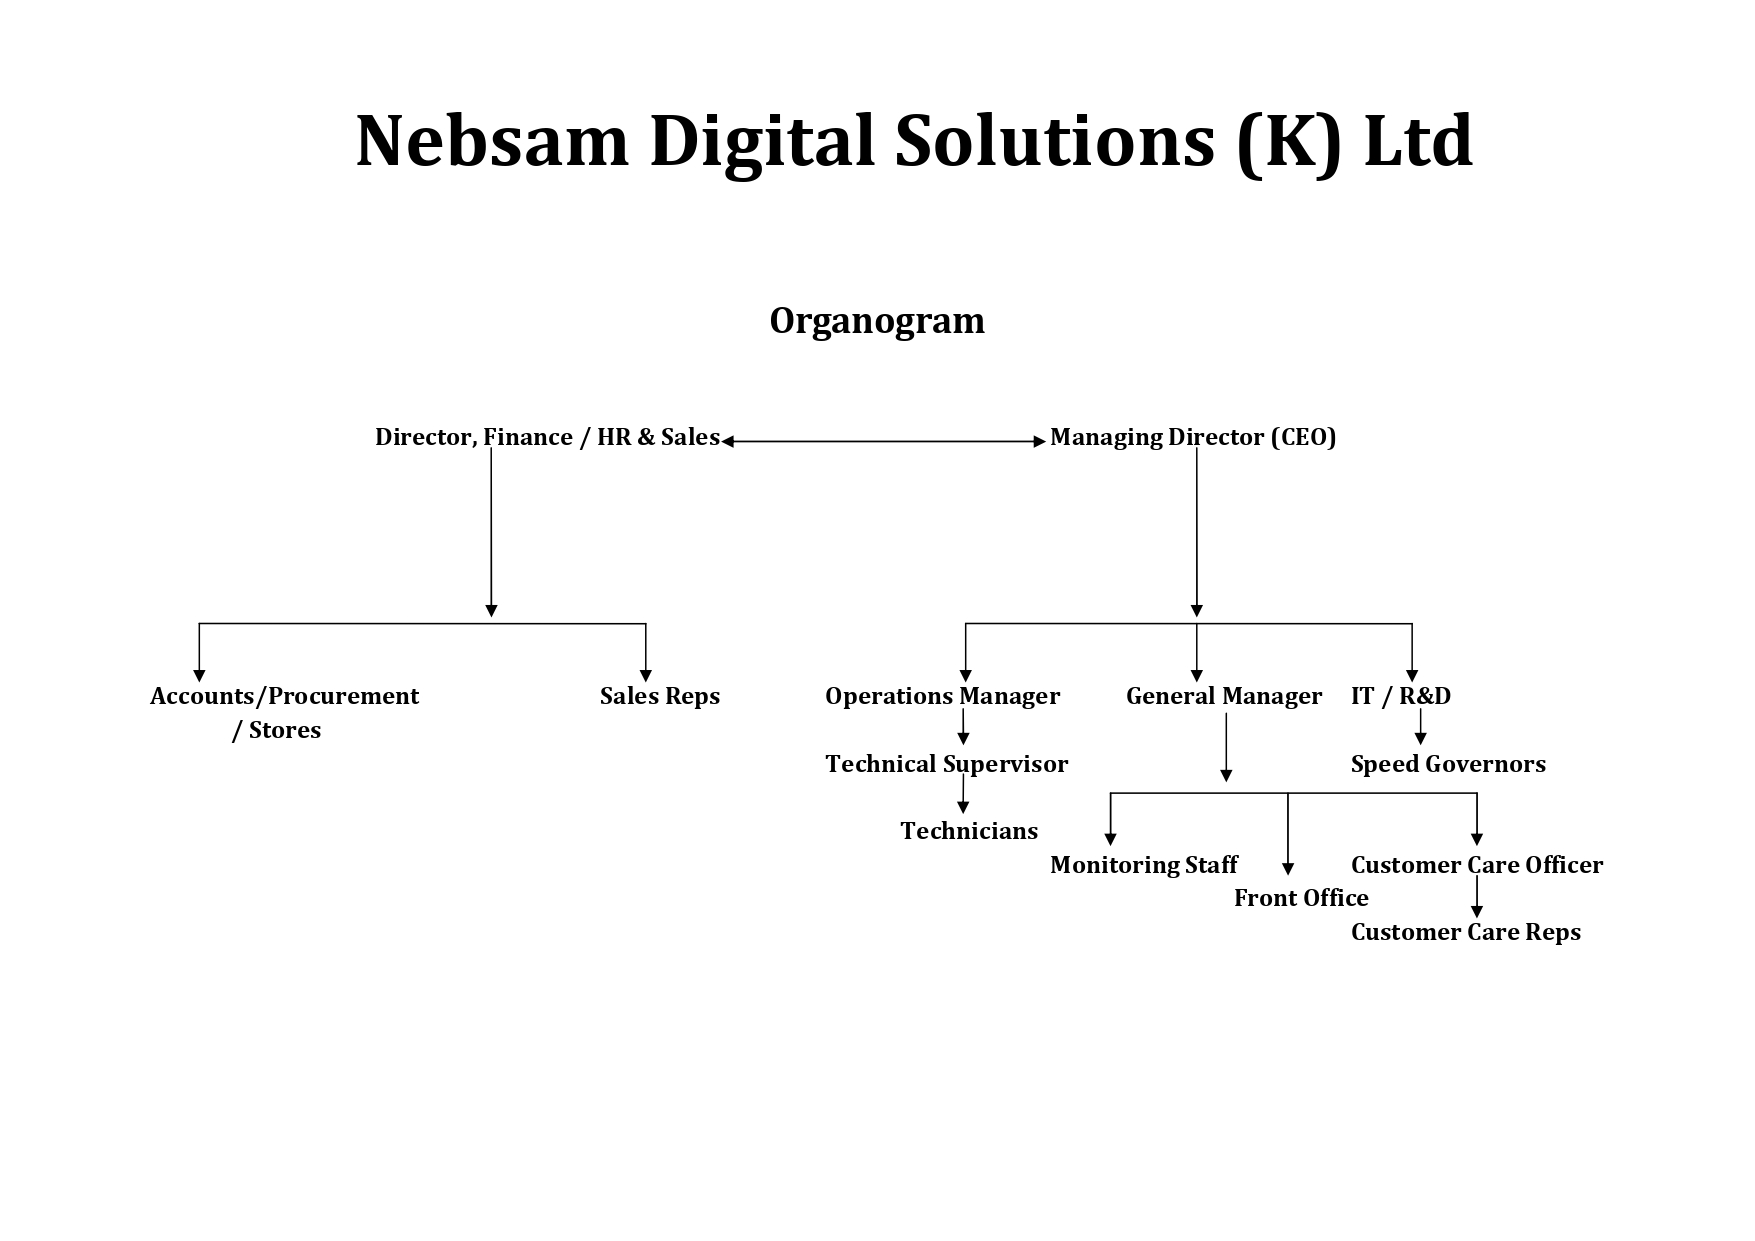 Nebsam Digital Solutions (K) Ltd
Organogram
Director, Finance / HR & Sales
Managing Director (CEO)
Accounts/Procurement
/ Stores
Sales Reps
Operations Manager
General Manager
IT / R&D
Technical Supervisor
Speed Governors
Technicians
Monitoring Staff
Customer Care Officer
Front Office
Customer Care Reps